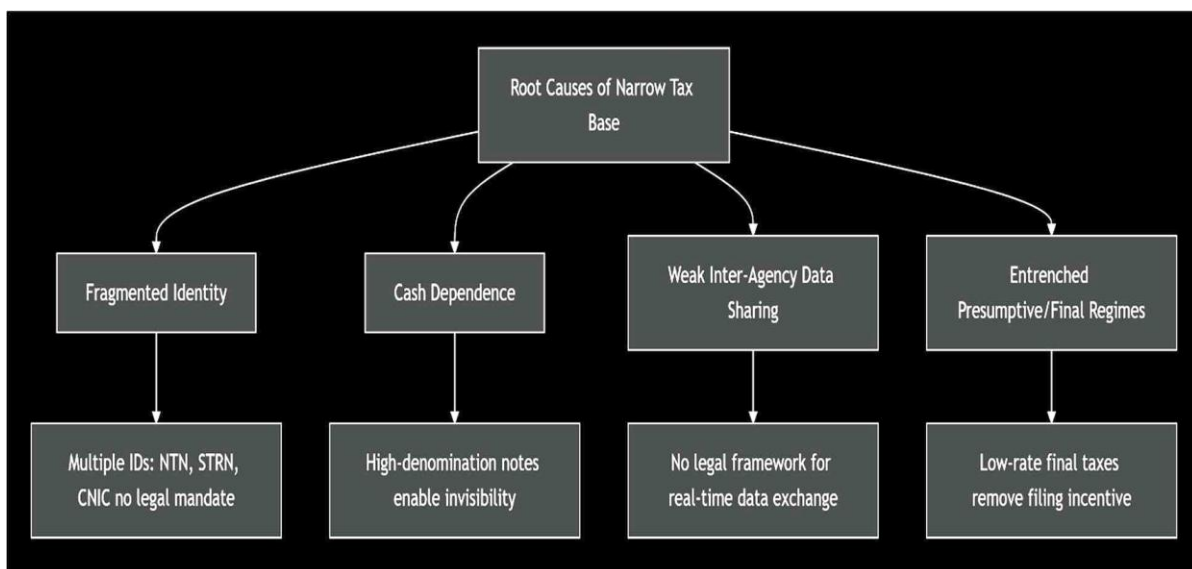 Root Causes of Narrow Tax
Base
Fragmented Identity
Cash Dependence
Weak Inter-Agency Data
Sharing
Entrenched
Presumptive/Final Regimes
Multiple IDs: NTN, STRN,
CNIC no legal mandate
High-denomination notes
enable invisibility
No legal framework for
real-time data exchange
Low-rate final taxes
remove filing incentive